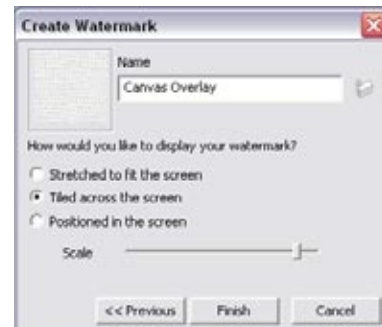 Create Watermark
Name
Canvas Overlay
How would you like to display your watermark?
Stretched to fit the screen
Tiled across the screen
Positioned in the screen
Scale
<< Previous
Finish
Cancel